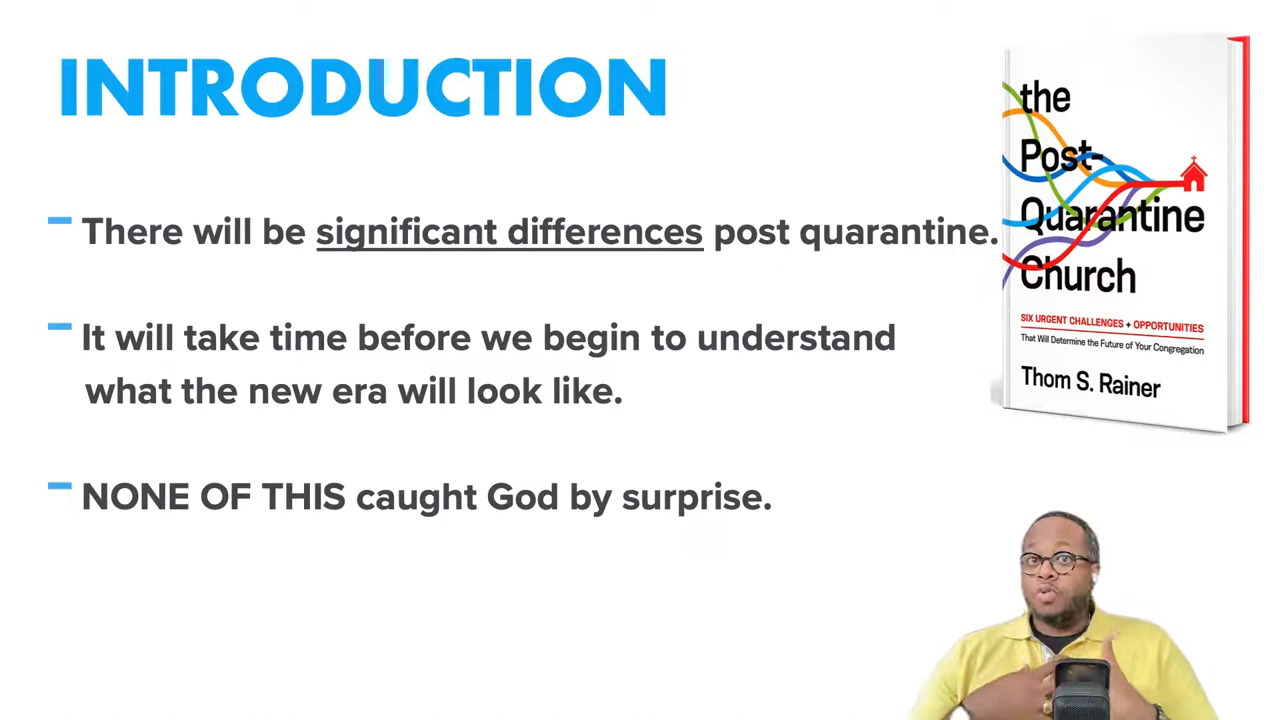 INTRODUCTION
There will be significant differences post quarantine.
It will take time before we begin to understand
what the new era will look like.
NONE OF THIS caught God by surprise.
the
Post-
Quarantine
Church
SIX URGENT CHALLENGES + OPPORTUNITIES
That Will Determine the Future of Your Congregation
Thom S. Rainer